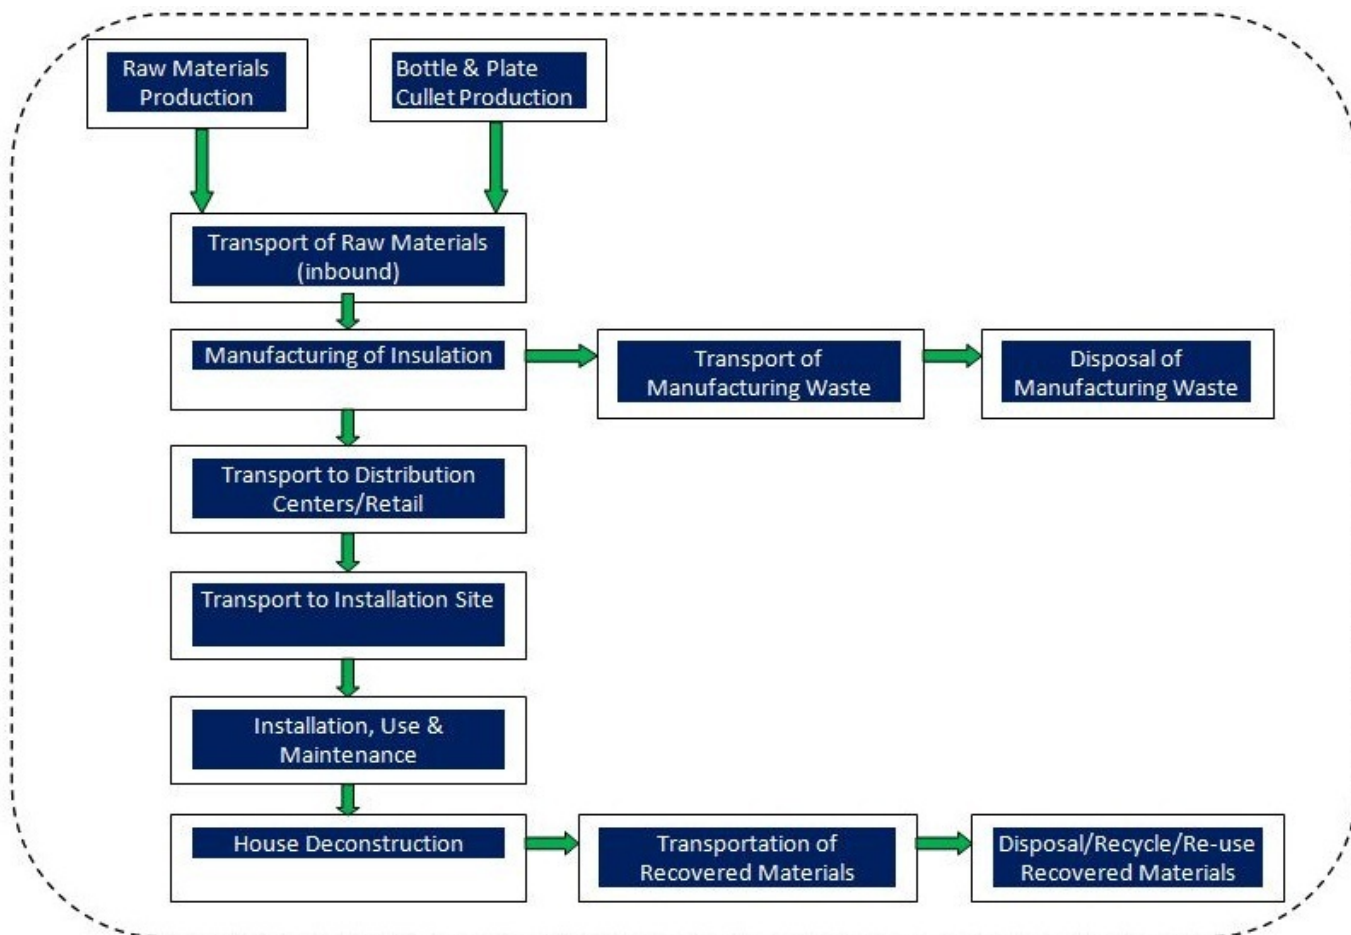 Raw Materials
Production
Bottle & Plate
Cullet Production
Transport of Raw Materials
(inbound)
Manufacturing of Insulation
Transport of
Manufacturing Waste
Disposal of
Manufacturing Waste
Transport to Distribution
Centers/Retail
Transport to Installation Site
Installation, Use &
Maintenance
House Deconstruction
Transportation of
Recovered Materials
Disposal/Recycle/Re-use
Recovered Materials